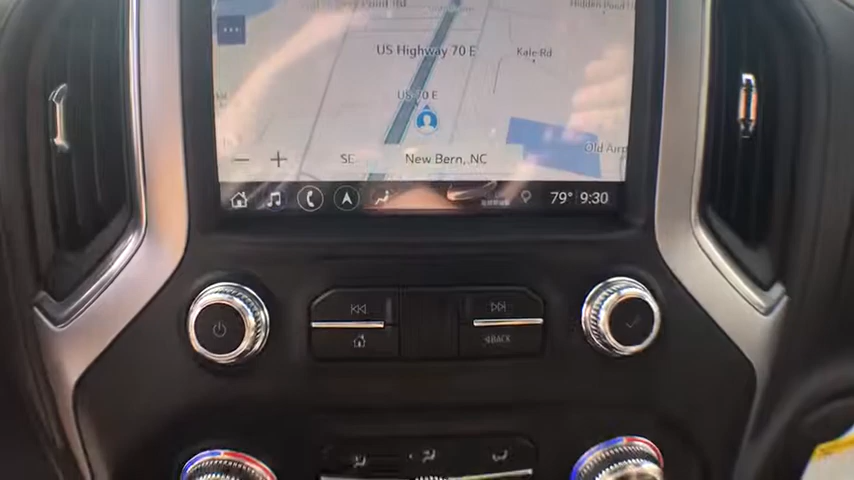 US Highway 70 E
Kale Rd
US 70 E
Old Airp
SE
New Bern, NC
79° 9:30
BACK